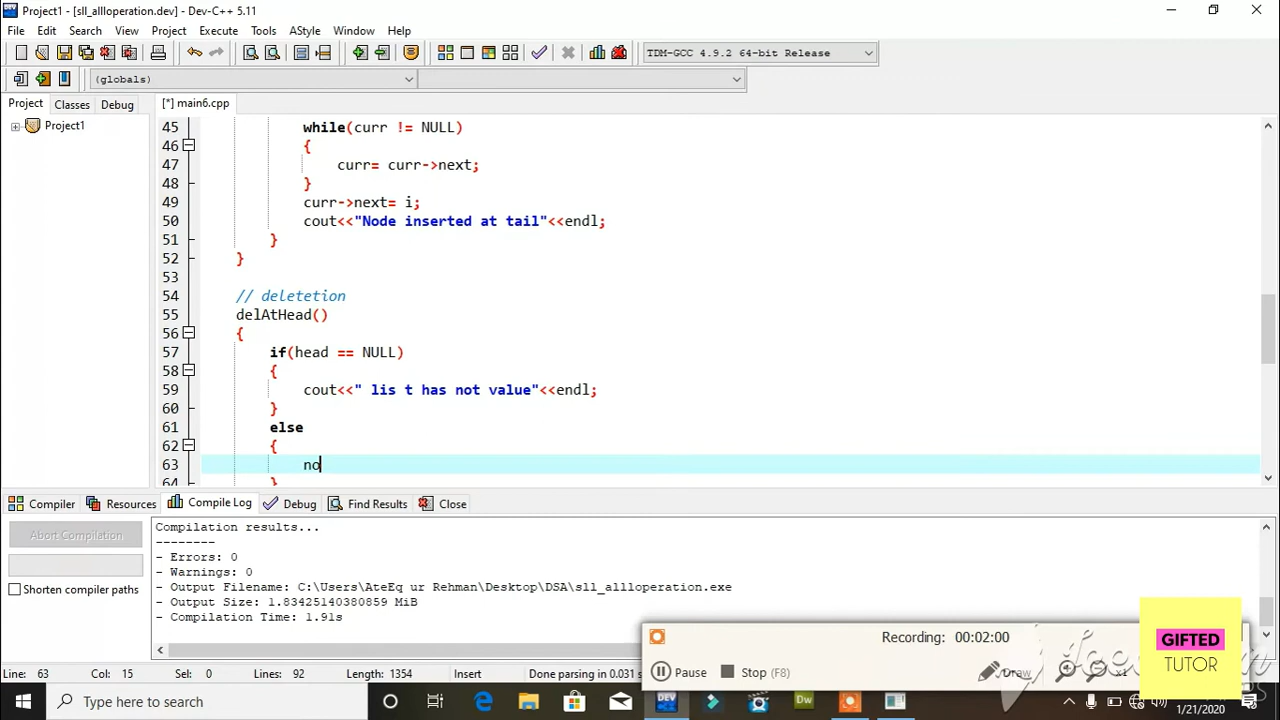 Project1 - [sll_allloperation.dev] - Dev-C++ 5.11
File Edit Search View Project Execute Tools AStyle Window Help
TDM-GCC 4.9.2 64-bit Release
(globals)
Project Classes Debug [*] main6.cpp
Project1
45 while(curr != NULL)
46 {
47 curr= curr->next;
48 }
49 curr->next= i;
50 cout<<"Node inserted at tail"<<endl;
51 }
52 }
53
54 // deletetion
55 delAtHead()
56 {
57 if(head == NULL)
58 {
59 cout<<" lis t has not value"<<endl;
60 }
61 else
62 {
63 no
64 }
Compiler Resources Compile Log Debug Find Results Close
Abort Compilation
Shorten compiler paths
Compilation results...
--------
- Errors: 0
- Warnings: 0
- Output Filename: C:\Users\AteEq ur Rehman\Desktop\DSA\sll_allloperation.exe
- Output Size: 1.83425140380859 MiB
- Compilation Time: 1.91s
Recording: 00:02:00
Pause Stop (F8) Draw x1
GIFTED
TUTOR
Line: 63 Col: 15 Sel: 0 Lines: 92 Length: 1354 Insert Done parsing in 0.031 sec
Type here to search
1/21/2020